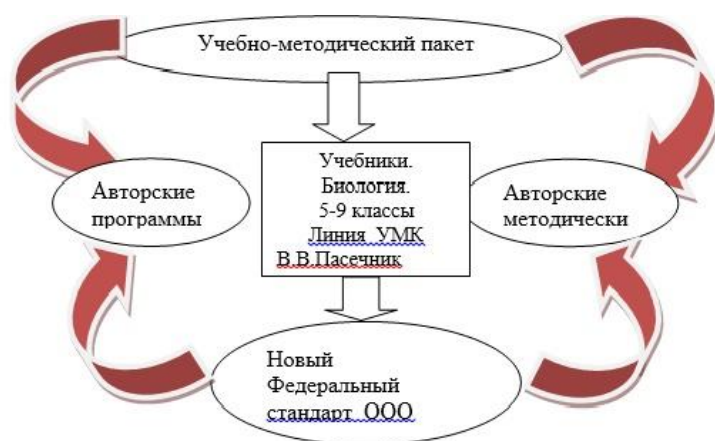 Учебно-методический пакет
Учебники.
Биология.
5-9 классы
Линия УМК
В.В.Пасечник
Авторские
программы
Авторские
методически
Новый
Федеральный
стандарт ООО